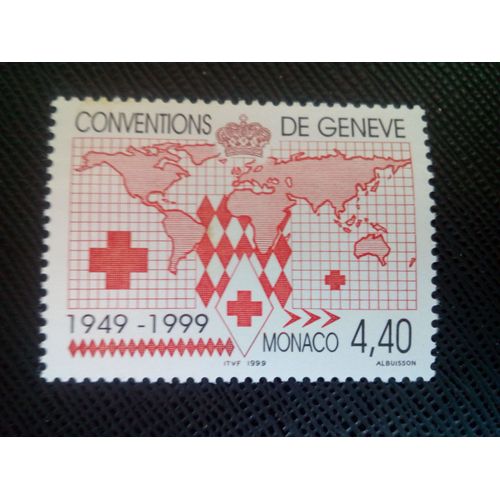 CONVENTIONS DE GENEVE
1949 - 1999
MONACO 4,40
ITVF 1999 ALBUISSON